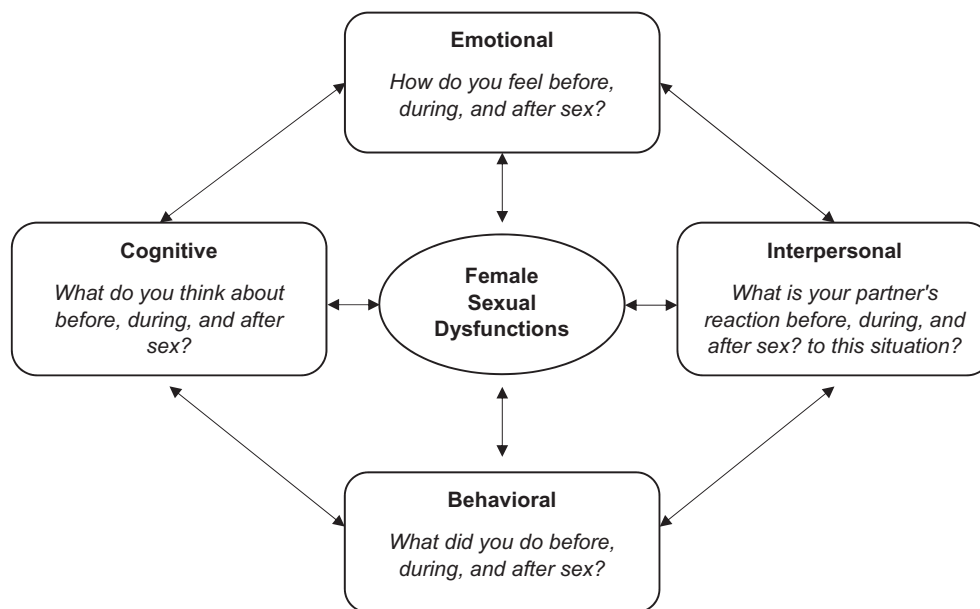 Emotional
How do you feel before,
during, and after sex?
Cognitive
What do you think about
before, during, and after
sex?
Female
Sexual
Dysfunctions
Interpersonal
What is your partner's
reaction before, during, and
after sex? to this situation?
Behavioral
What did you do before,
during, and after sex?